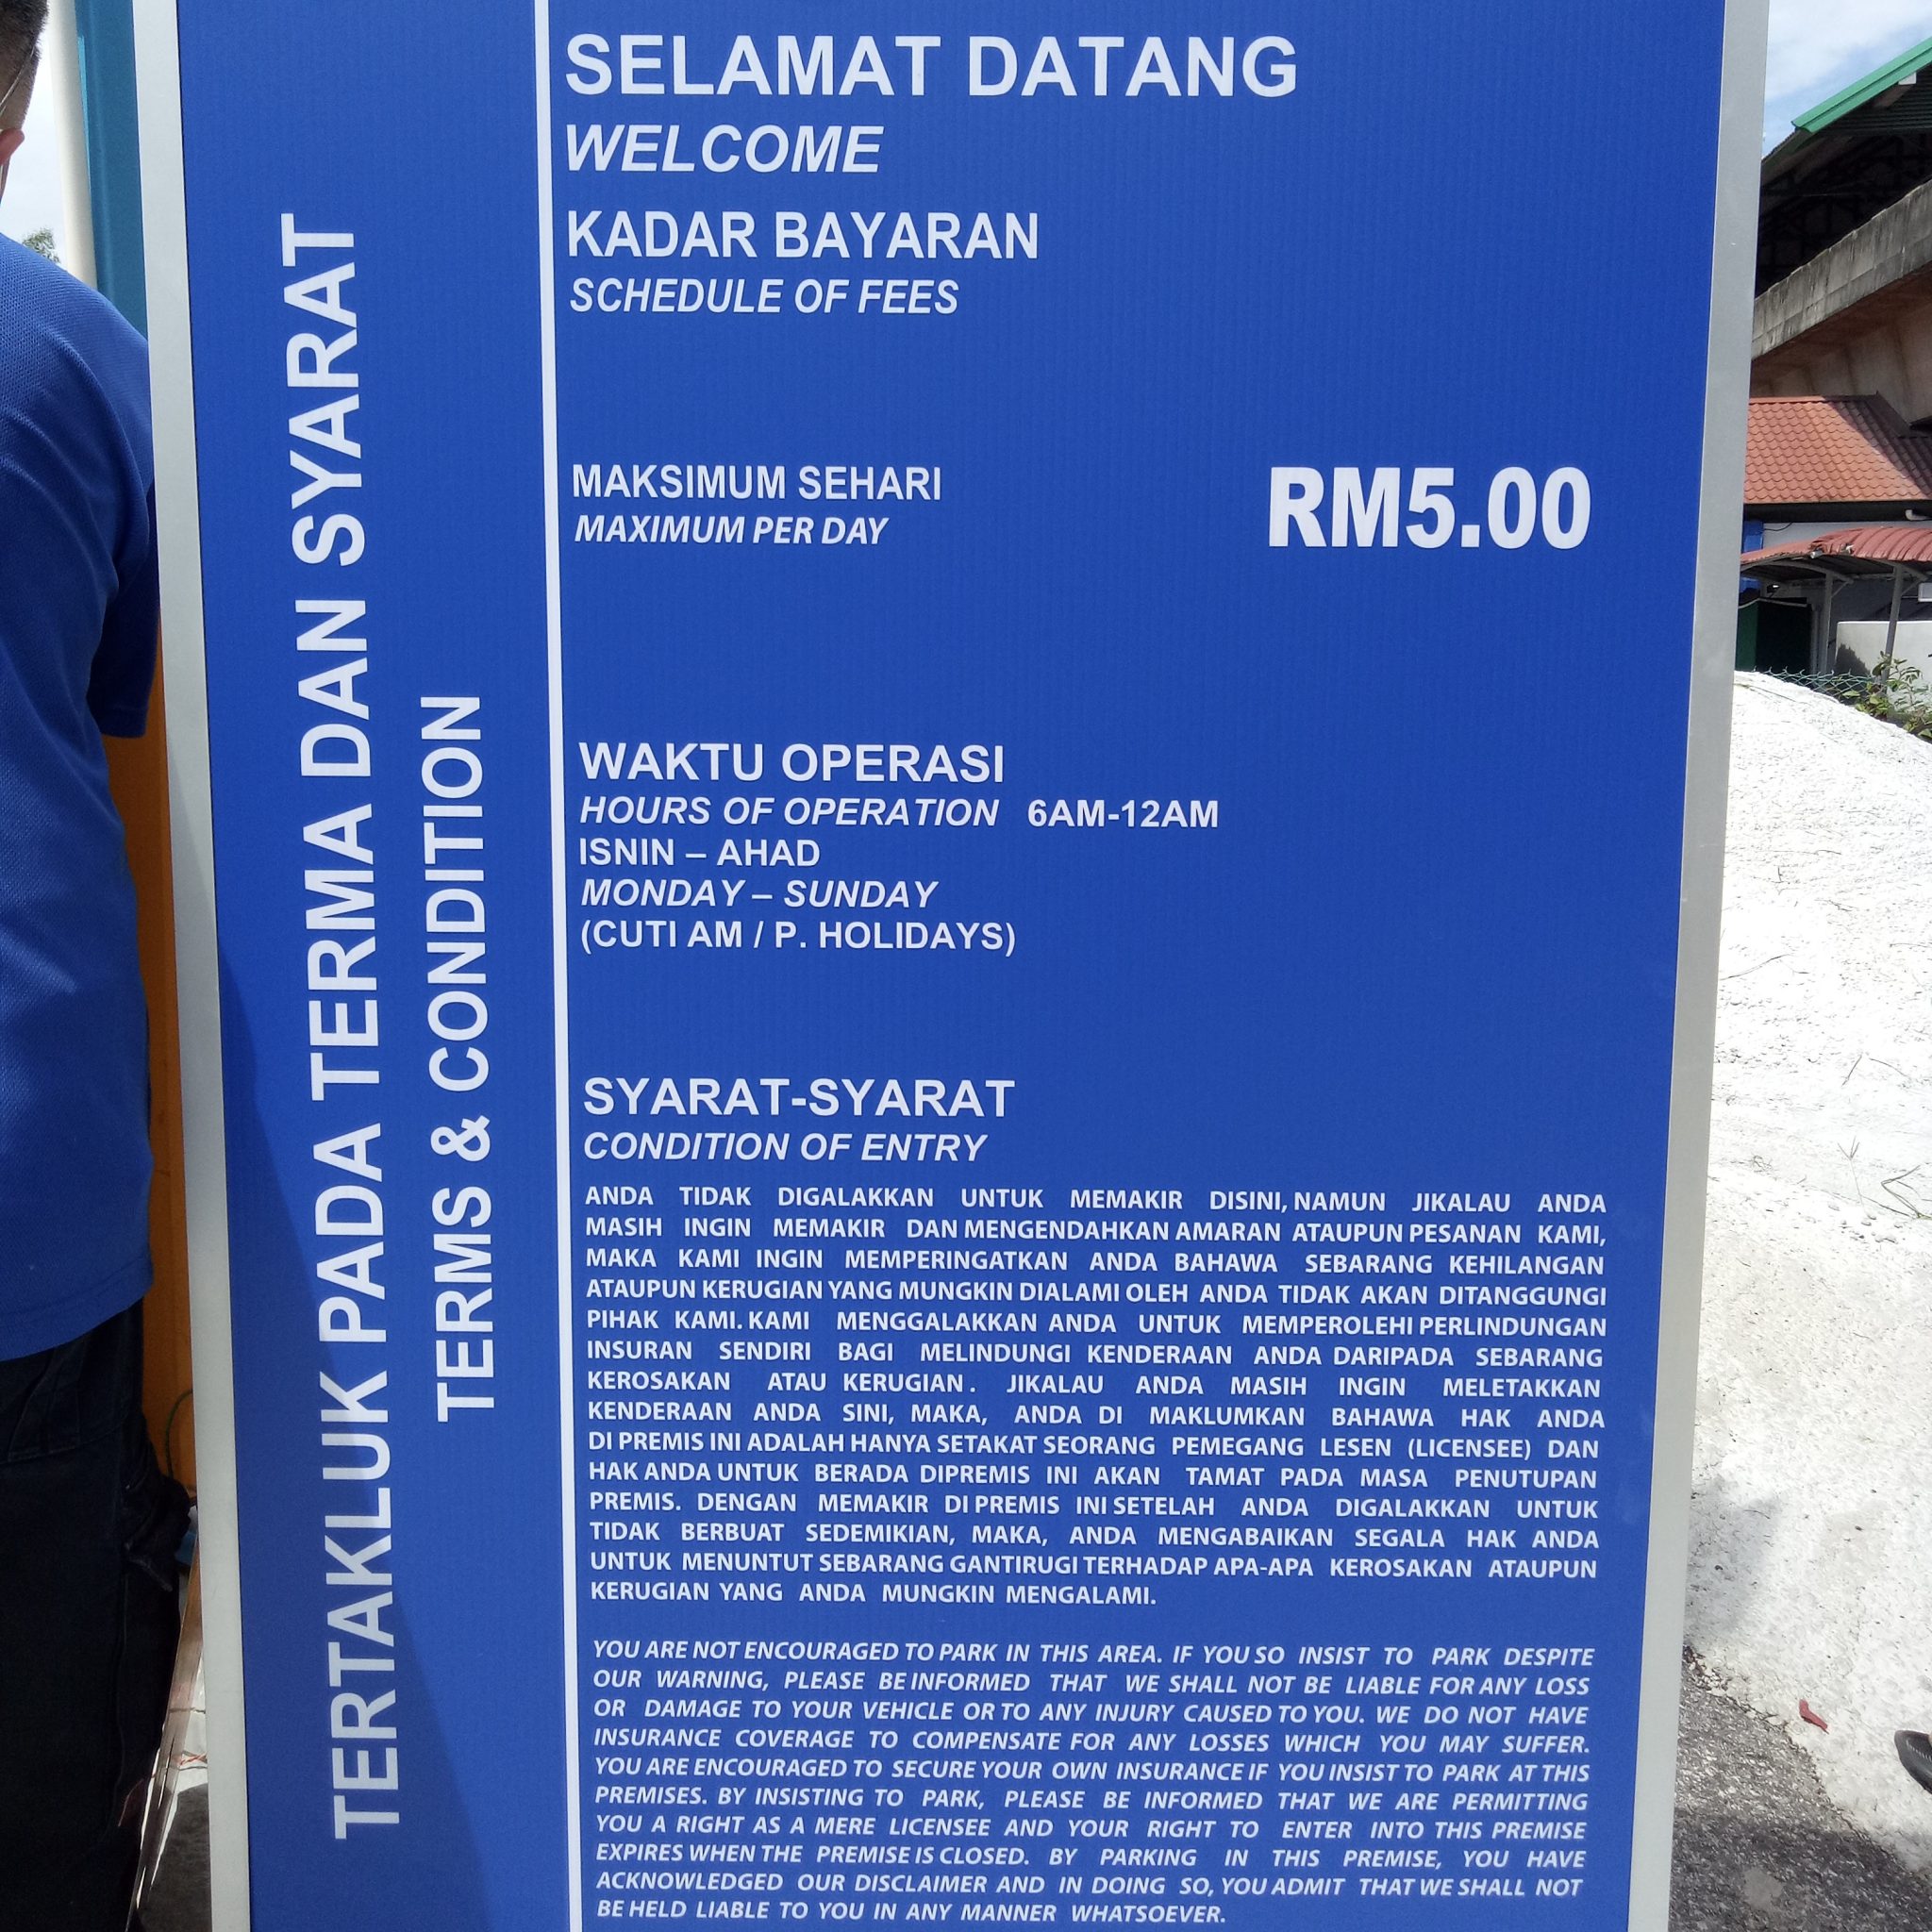 TERTAKLUK PADA TERMA DAN SYARAT
TERMS & CONDITION
SELAMAT DATANG
WELCOME
KADAR BAYARAN
SCHEDULE OF FEES
MAKSIMUM SEHARI
MAXIMUM PER DAY
RM5.00
WAKTU OPERASI
HOURS OF OPERATION 6AM-12AM
ISNIN – AHAD
MONDAY – SUNDAY
(CUTI AM / P. HOLIDAYS)
SYARAT-SYARAT
CONDITION OF ENTRY
ANDA TIDAK DIGALAKKAN UNTUK MEMAKIR DISINI, NAMUN JIKALAU ANDA
MASIH INGIN MEMAKIR DAN MENGENDAHKAN AMARAN ATAUPUN PESANAN KAMI,
MAKA KAMI INGIN MEMPERINGATKAN ANDA BAHAWA SEBARANG KEHILANGAN
ATAUPUN KERUGIAN YANG MUNGKIN DIALAMI OLEH ANDA TIDAK AKAN DITANGGUNGI
PIHAK KAMI. KAMI MENGGALAKKAN ANDA UNTUK MEMPEROLEHI PERLINDUNGAN
INSURAN SENDIRI BAGI MELINDUNGI KENDERAAN ANDA DARIPADA SEBARANG
KEROSAKAN ATAU KERUGIAN . JIKALAU ANDA MASIH INGIN MELETAKKAN
KENDERAAN ANDA SINI, MAKA, ANDA DI MAKLUMKAN BAHAWA HAK ANDA
DI PREMIS INI ADALAH HANYA SETAKAT SEORANG PEMEGANG LESEN (LICENSEE) DAN
HAK ANDA UNTUK BERADA DIPREMIS INI AKAN TAMAT PADA MASA PENUTUPAN
PREMIS. DENGAN MEMAKIR DI PREMIS INI SETELAH ANDA DIGALAKKAN UNTUK
TIDAK BERBUAT SEDEMIKIAN, MAKA, ANDA MENGABAIKAN SEGALA HAK ANDA
UNTUK MENUNTUT SEBARANG GANTIRUGI TERHADAP APA-APA KEROSAKAN ATAUPUN
KERUGIAN YANG ANDA MUNGKIN MENGALAMI.
YOU ARE NOT ENCOURAGED TO PARK IN THIS AREA. IF YOU SO INSIST TO PARK DESPITE
OUR WARNING, PLEASE BE INFORMED THAT WE SHALL NOT BE LIABLE FOR ANY LOSS
OR DAMAGE TO YOUR VEHICLE OR TO ANY INJURY CAUSED TO YOU. WE DO NOT HAVE
INSURANCE COVERAGE TO COMPENSATE FOR ANY LOSSES WHICH YOU MAY SUFFER.
YOU ARE ENCOURAGED TO SECURE YOUR OWN INSURANCE IF YOU INSIST TO PARK AT THIS
PREMISES. BY INSISTING TO PARK, PLEASE BE INFORMED THAT WE ARE PERMITTING
YOU A RIGHT AS A MERE LICENSEE AND YOUR RIGHT TO ENTER INTO THIS PREMISE
EXPIRES WHEN THE PREMISE IS CLOSED. BY PARKING IN THIS PREMISE, YOU HAVE
ACKNOWLEDGED OUR DISCLAIMER AND IN DOING SO, YOU ADMIT THAT WE SHALL NOT
BE HELD LIABLE TO YOU IN ANY MANNER WHATSOEVER.